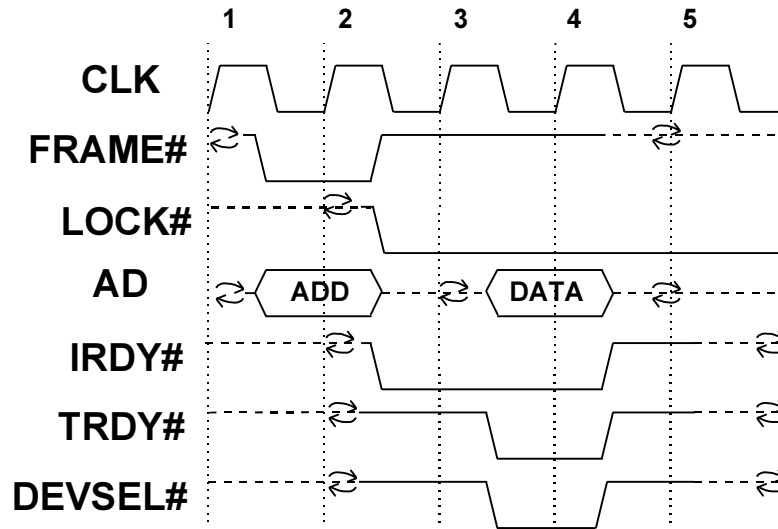 1 2 3 4 5
CLK
FRAME#
LOCK#
AD ADD DATA
IRDY#
TRDY#
DEVSEL#